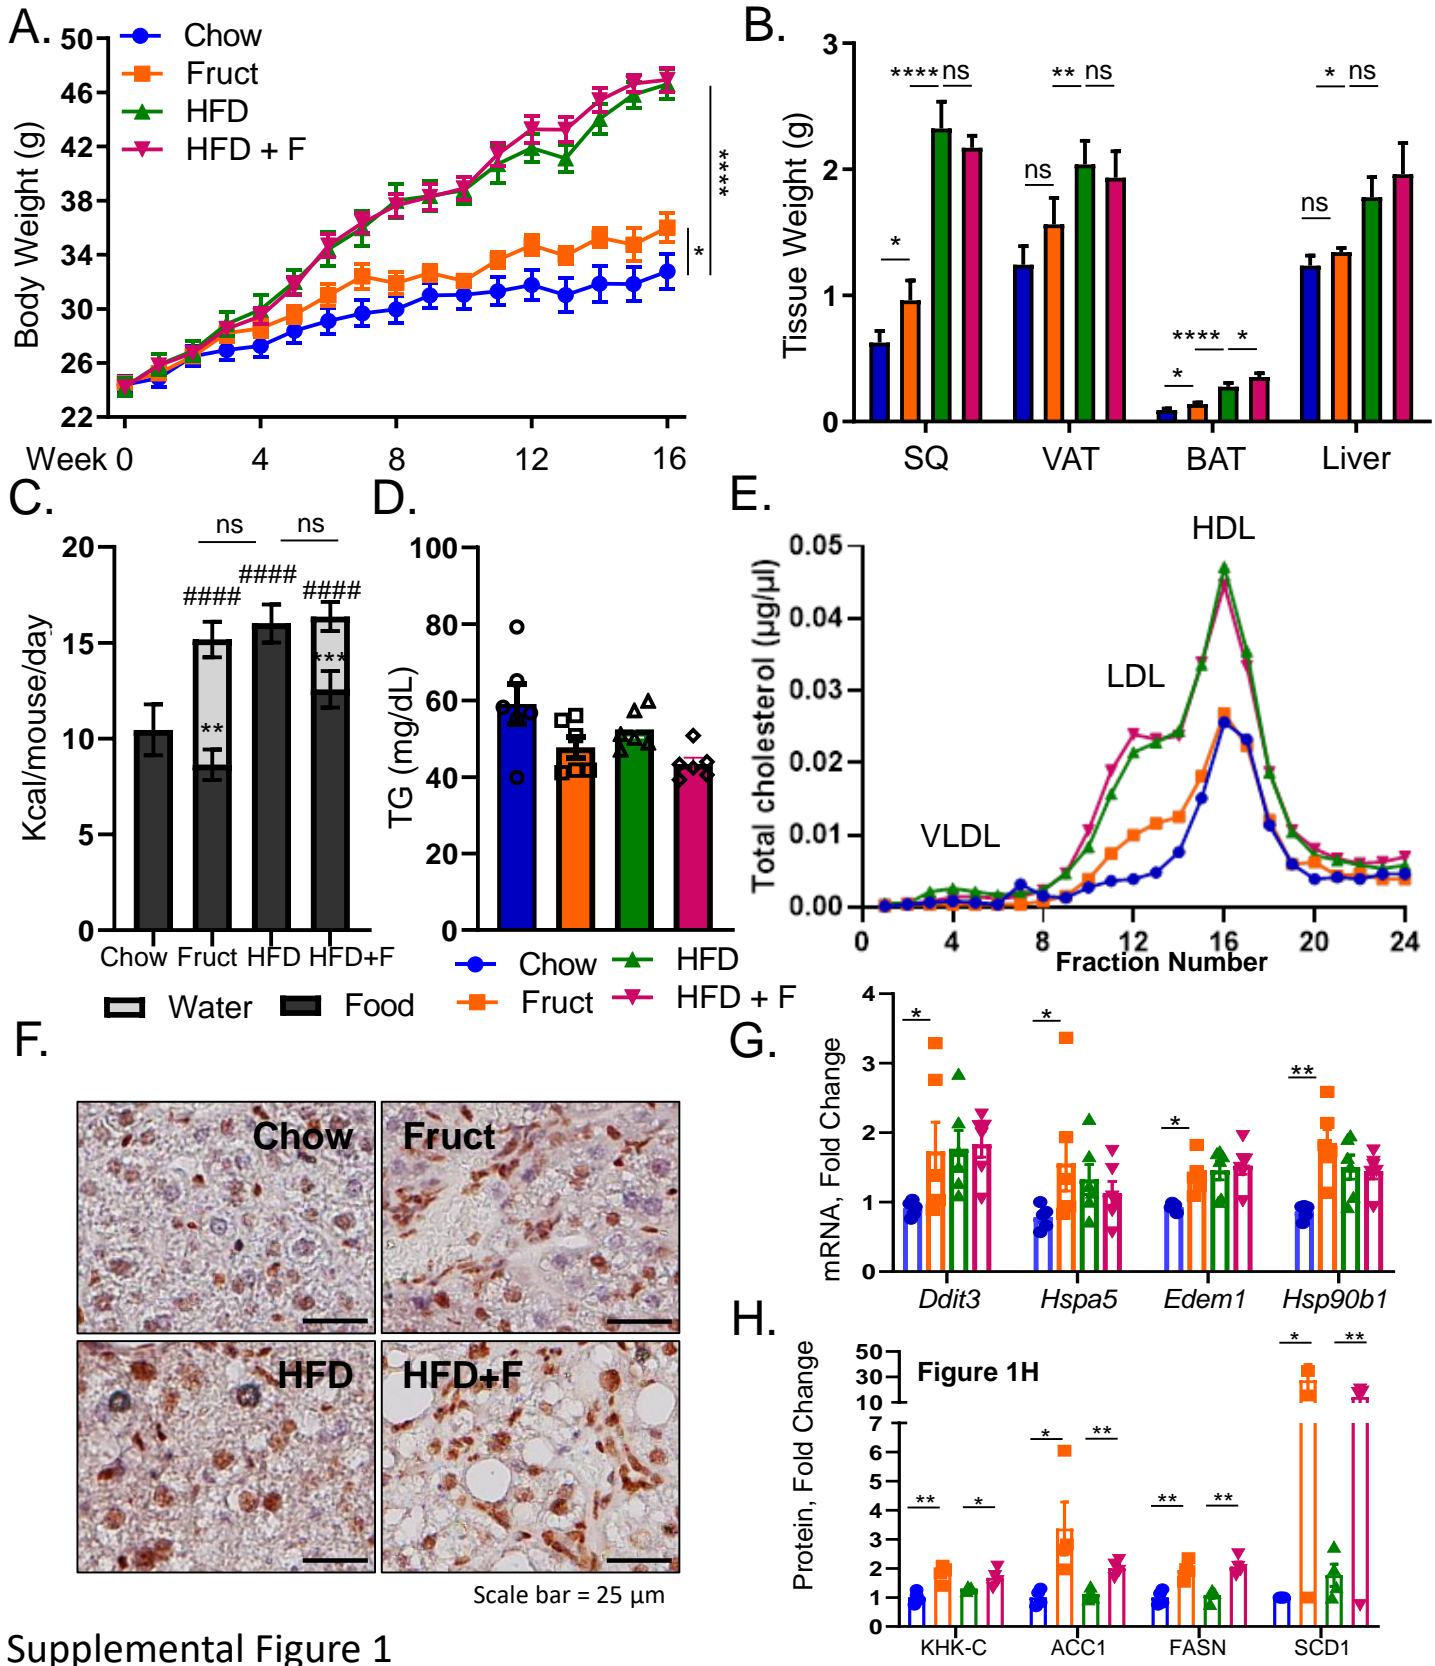 A.
50
46
42
38
34
30
26
22
Body Weight (g)
Chow
Fruct
HFD
HFD + F
****
*
Week 0 4 8 12 16
B.
3
2
1
0
Tissue Weight (g)
**** ns ** ns * ns
* ns **** * * ns
SQ VAT BAT Liver
C.
ns ns
20
15
10
5
0
Kcal/mouse/day
#### #### ####
** ***
Chow Fruct HFD HFD+F
Water Food
D.
100
80
60
40
20
0
TG (mg/dL)
Chow HFD
Fruct HFD + F
E.
0.05
0.04
0.03
0.02
0.01
0.00
Total cholesterol (µg/µl)
VLDL LDL HDL
0 4 8 12 16 20 24
Fraction Number
F.
Chow Fruct
HFD HFD+F
Scale bar = 25 µm
G.
4
3
2
1
0
mRNA, Fold Change
* * * **
Ddit3 Hspa5 Edem1 Hsp90b1
H.
Figure 1H
50
30
10
7
6
5
4
3
2
1
0
Protein, Fold Change
** * * ** ** ** * **
KHK-C ACC1 FASN SCD1
Supplemental Figure 1